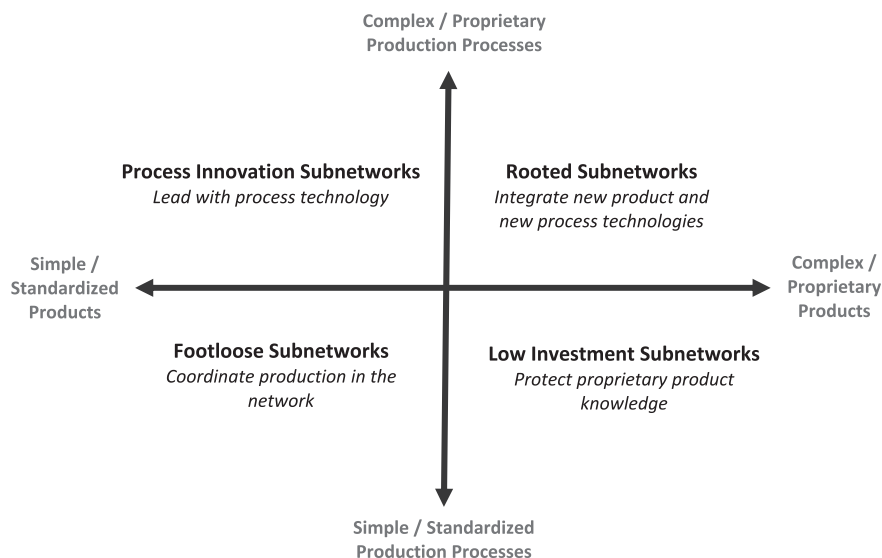 Complex / Proprietary
Production Processes
Process Innovation Subnetworks
Lead with process technology
Rooted Subnetworks
Integrate new product and
new process technologies
Simple /
Standardized
Products
Complex /
Proprietary
Products
Footloose Subnetworks
Coordinate production in the
network
Low Investment Subnetworks
Protect proprietary product
knowledge
Simple / Standardized
Production Processes